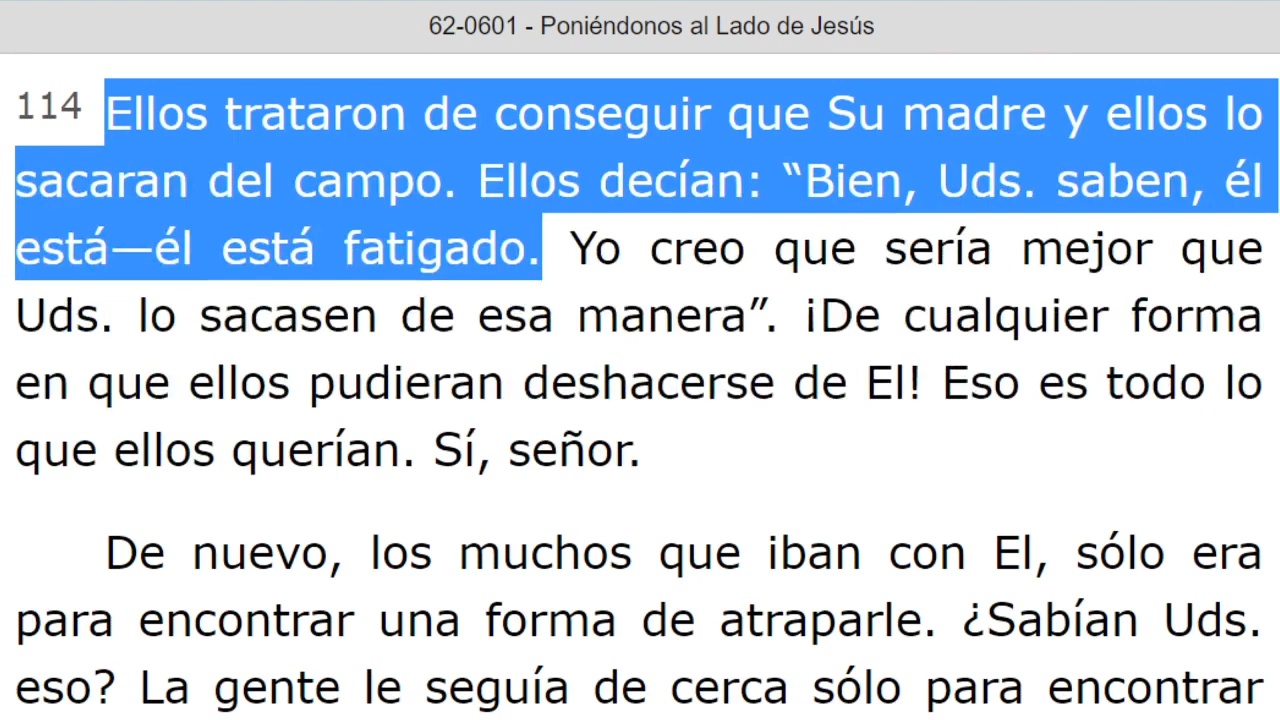 62-0601 - Poniéndonos al Lado de Jesús
114 Ellos trataron de conseguir que Su madre y ellos lo
sacaran del campo. Ellos decían: “Bien, Uds. saben, él
está—él está fatigado. Yo creo que sería mejor que
Uds. lo sacasen de esa manera”. ¡De cualquier forma
en que ellos pudieran deshacerse de El! Eso es todo lo
que ellos querían. Sí, señor.
De nuevo, los muchos que iban con El, sólo era
para encontrar una forma de atraparle. ¿Sabían Uds.
eso? La gente le seguía de cerca sólo para encontrar